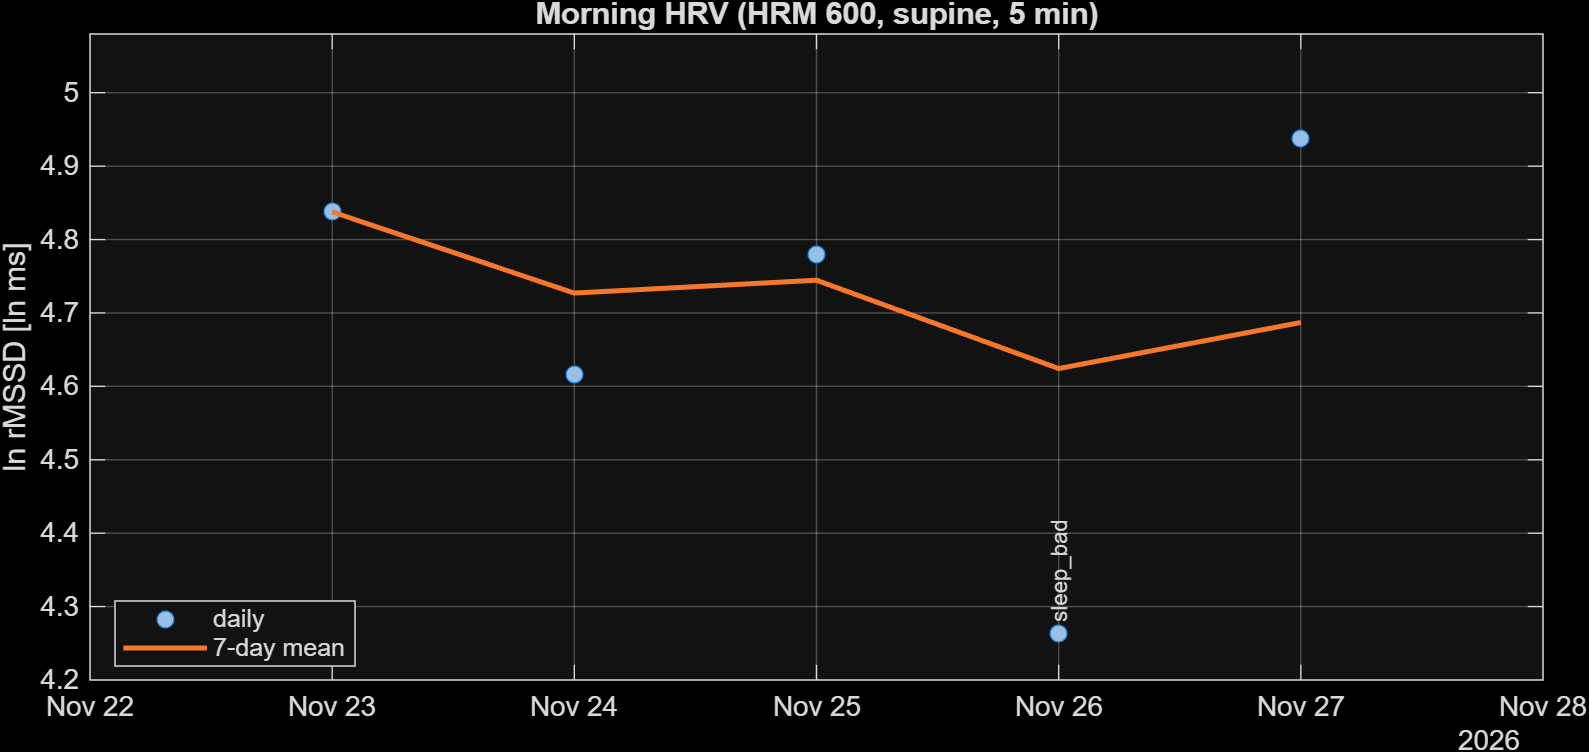 Morning HRV (HRM 600, supine, 5 min)
ln rMSSD [ln ms]
5
4.9
4.8
4.7
4.6
4.5
4.4
4.3
4.2
sleep_bad
daily
7-day mean
Nov 22 Nov 23 Nov 24 Nov 25 Nov 26 Nov 27 Nov 28
2026